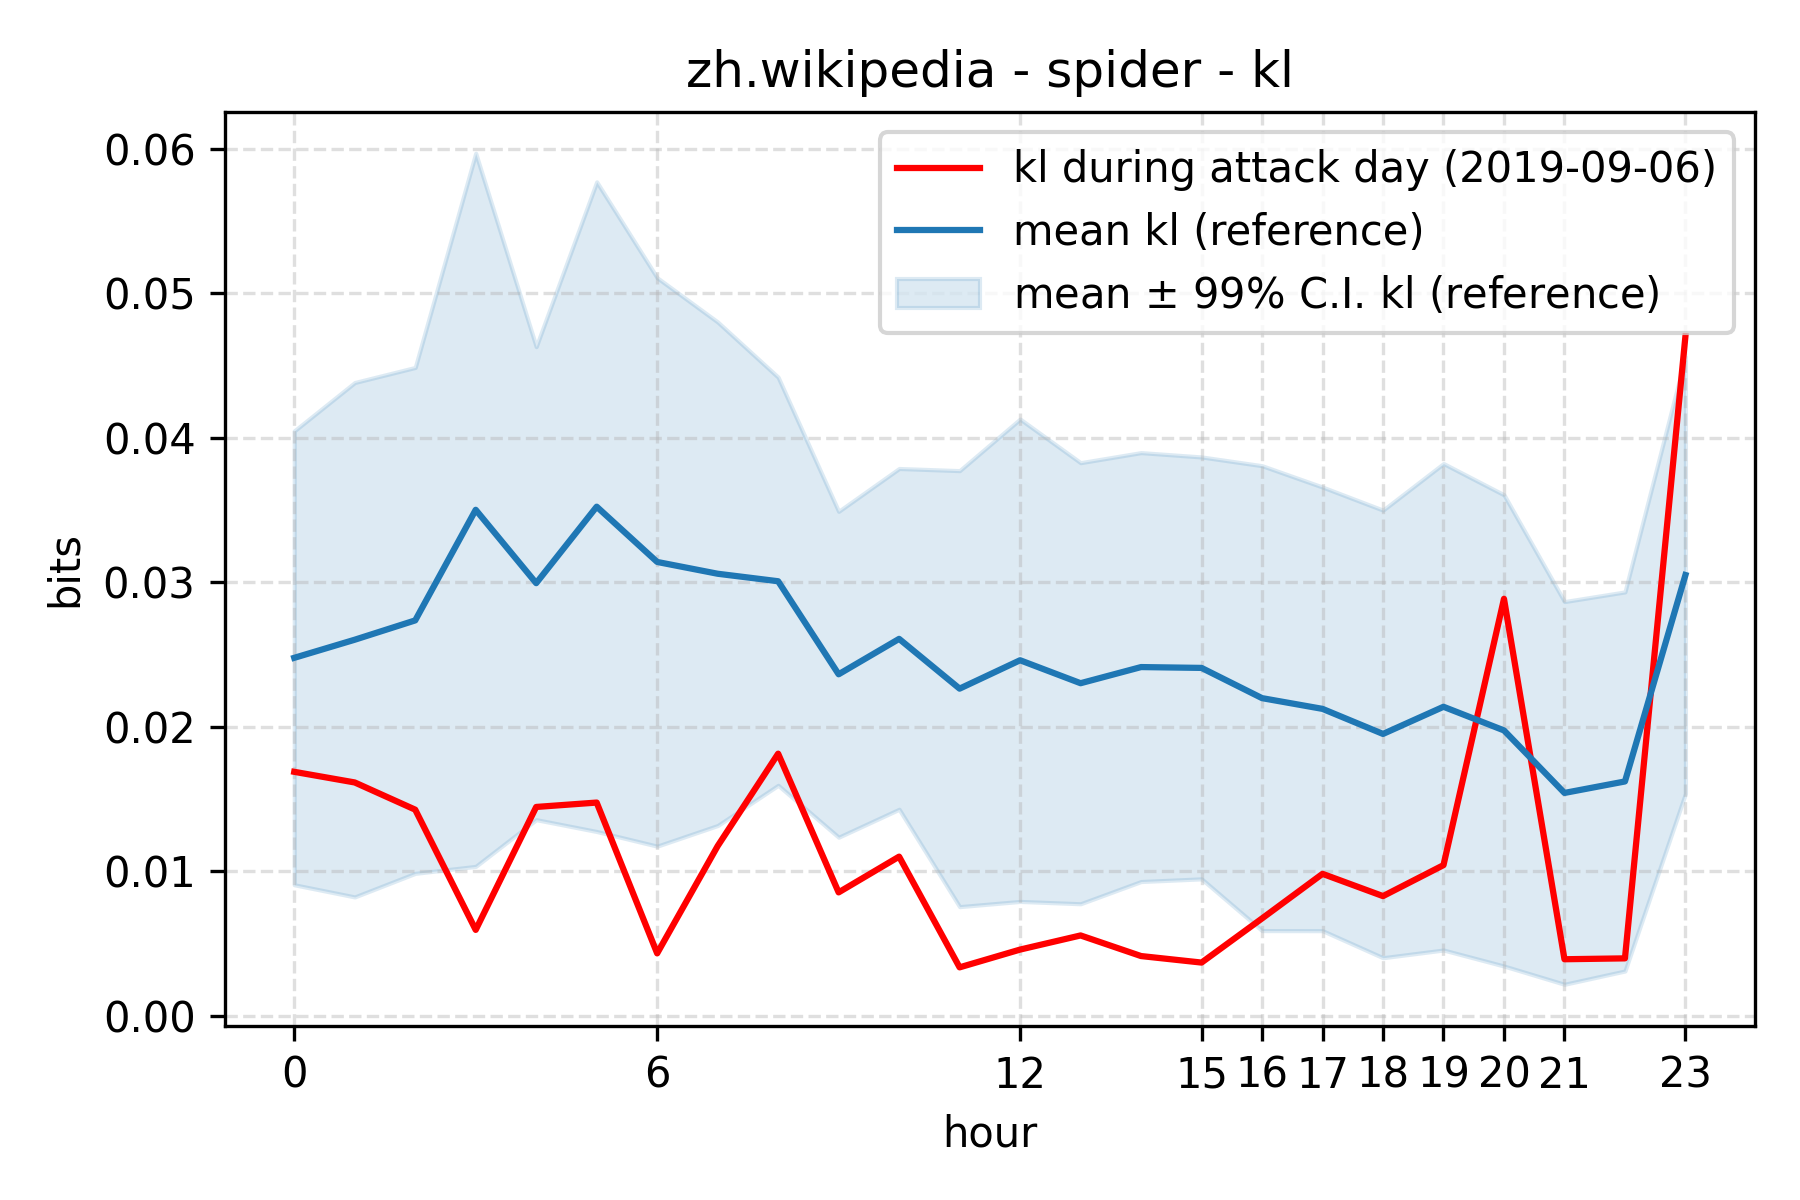 zh.wikipedia - spider - kl
kl during attack day (2019-09-06)
mean kl (reference)
mean ± 99% C.I. kl (reference)
0.06
0.05
0.04
0.03
0.02
0.01
0.00
bits
0 6 12 15 16 17 18 19 20 21 23
hour